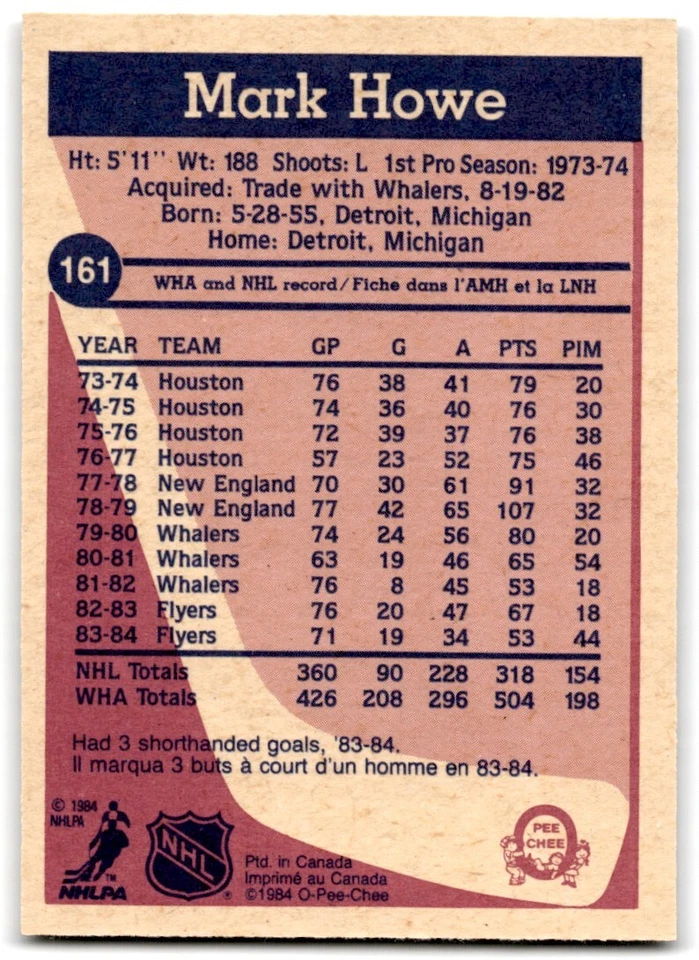 Mark Howe
Ht: 5'11'' Wt: 188 Shoots: L 1st Pro Season: 1973-74
Acquired: Trade with Whalers, 8-19-82
Born: 5-28-55, Detroit, Michigan
Home: Detroit, Michigan
161
WHA and NHL record/Fiche dans l'AMH et la LNH
YEAR TEAM GP G A PTS PIM
73-74 Houston 76 38 41 79 20
74-75 Houston 74 36 40 76 30
75-76 Houston 72 39 37 76 38
76-77 Houston 57 23 52 75 46
77-78 New England 70 30 61 91 32
78-79 New England 77 42 65 107 32
79-80 Whalers 74 24 56 80 20
80-81 Whalers 63 19 46 65 54
81-82 Whalers 76 8 45 53 18
82-83 Flyers 76 20 47 67 18
83-84 Flyers 71 19 34 53 44
NHL Totals 360 90 228 318 154
WHA Totals 426 208 296 504 198
Had 3 shorthanded goals, '83-84.
Il marqua 3 buts à court d'un homme en 83-84.
© 1984
NHLPA
TM
NHLPA
NHL
®
Ptd. in Canada
Imprimé au Canada
©1984 O-Pee-Chee
O
PEE
CHEE